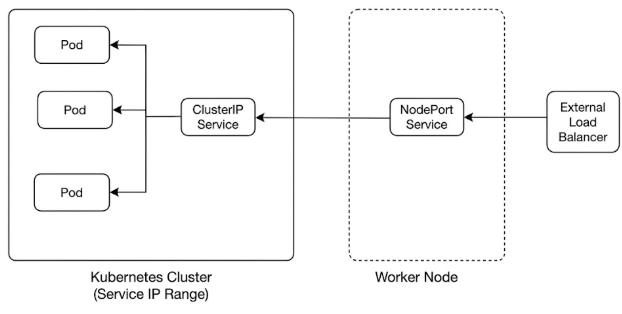 Pod
Pod
Pod
ClusterIP
Service
NodePort
Service
External
Load
Balancer
Kubernetes Cluster
(Service IP Range)
Worker Node